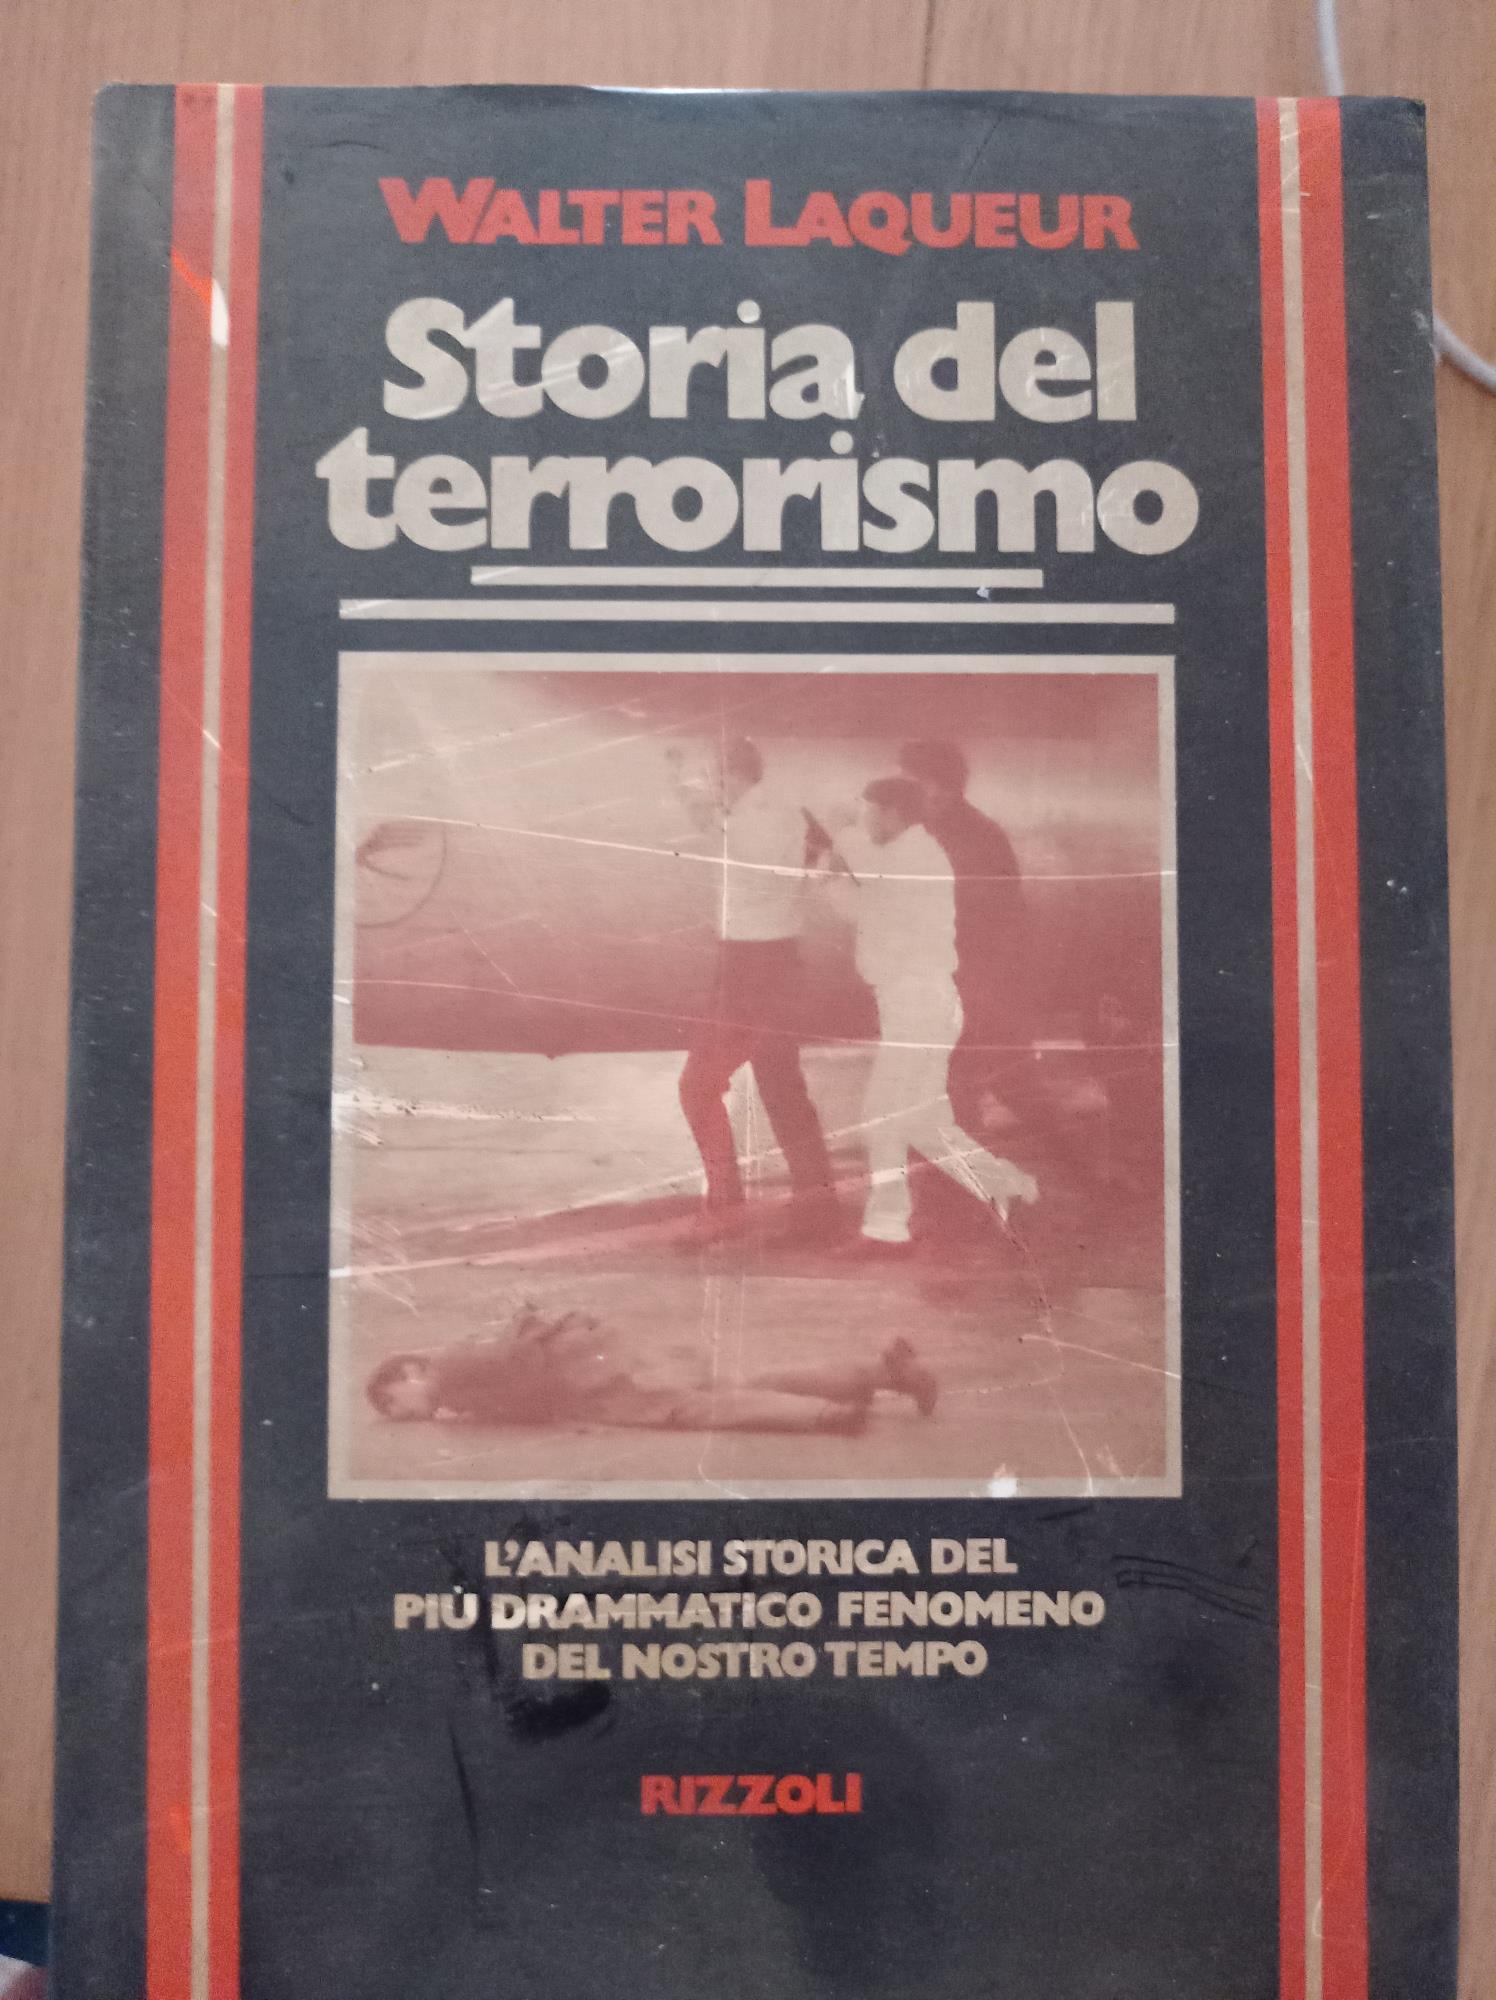 WALTER LAQUEUR
Storia del
terrorismo
L'ANALISI STORICA DEL
PIÙ DRAMMATICO FENOMENO
DEL NOSTRO TEMPO
RIZZOLI